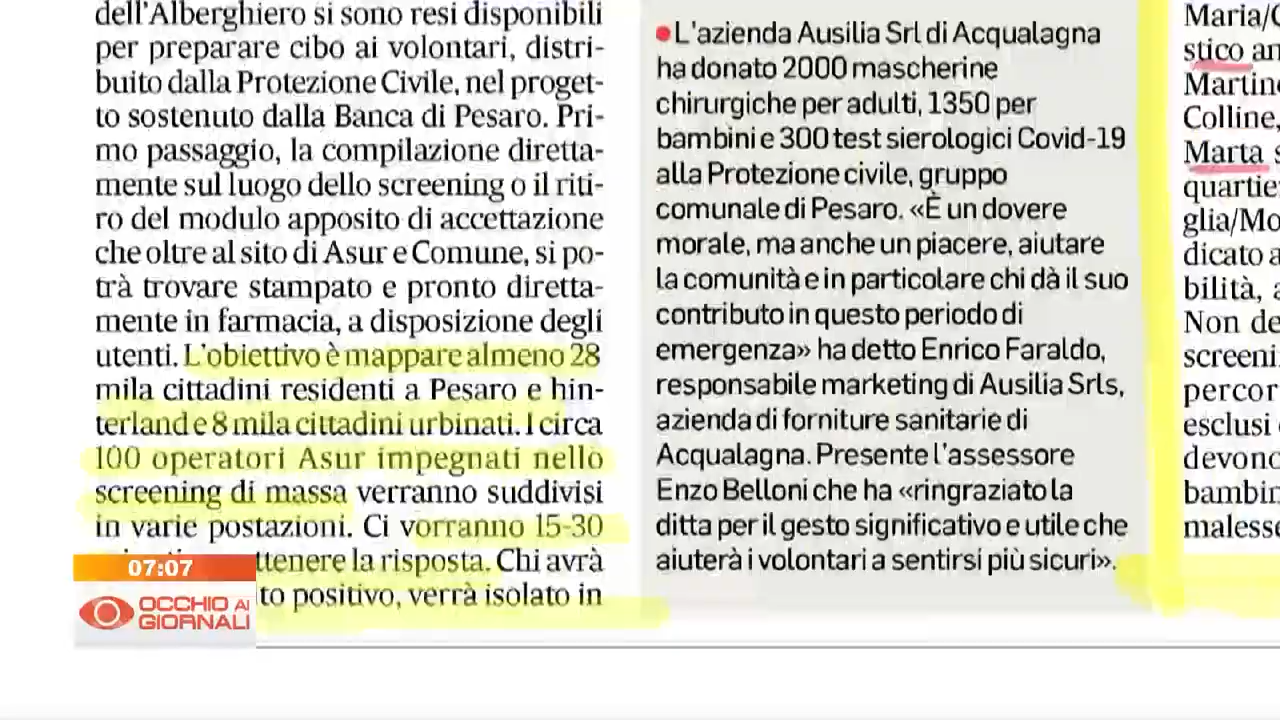 dell'Alberghiero si sono resi disponibili
per preparare cibo ai volontari, distri-
buito dalla Protezione Civile, nel proget-
to sostenuto dalla Banca di Pesaro. Pri-
mo passaggio, la compilazione diretta-
mente sul luogo dello screening o il riti-
ro del modulo apposito di accettazione
che oltre al sito di Asur e Comune, si po-
trà trovare stampato e pronto diretta-
mente in farmacia, a disposizione degli
utenti. L'obiettivo è mappare almeno 28
mila cittadini residenti a Pesaro e hin-
terland e 8 mila cittadini urbinati. I circa
100 operatori Asur impegnati nello
screening di massa verranno suddivisi
in varie postazioni. Ci vorranno 15-30
ttenere la risposta. Chi avrà
to positivo, verrà isolato in
L'azienda Ausilia Srl di Acqualagna
ha donato 2000 mascherine
chirurgiche per adulti, 1350 per
bambini e 300 test sierologici Covid-19
alla Protezione civile, gruppo
comunale di Pesaro. «È un dovere
morale, ma anche un piacere, aiutare
la comunità e in particolare chi dà il suo
contributo in questo periodo di
emergenza» ha detto Enrico Faraldo,
responsabile marketing di Ausilia Srls,
azienda di forniture sanitarie di
Acqualagna. Presente l'assessore
Enzo Belloni che ha «ringraziato la
ditta per il gesto significativo e utile che
aiuterà i volontari a sentirsi più sicuri».
Maria/
stico
Martin
Colline,
Marta
quartie
glia/Mo
dicato a
bilità,
Non de
screeni
percor
esclusi
devono
bambin
maless
07:07
OCCHIO AI
GIORNALI